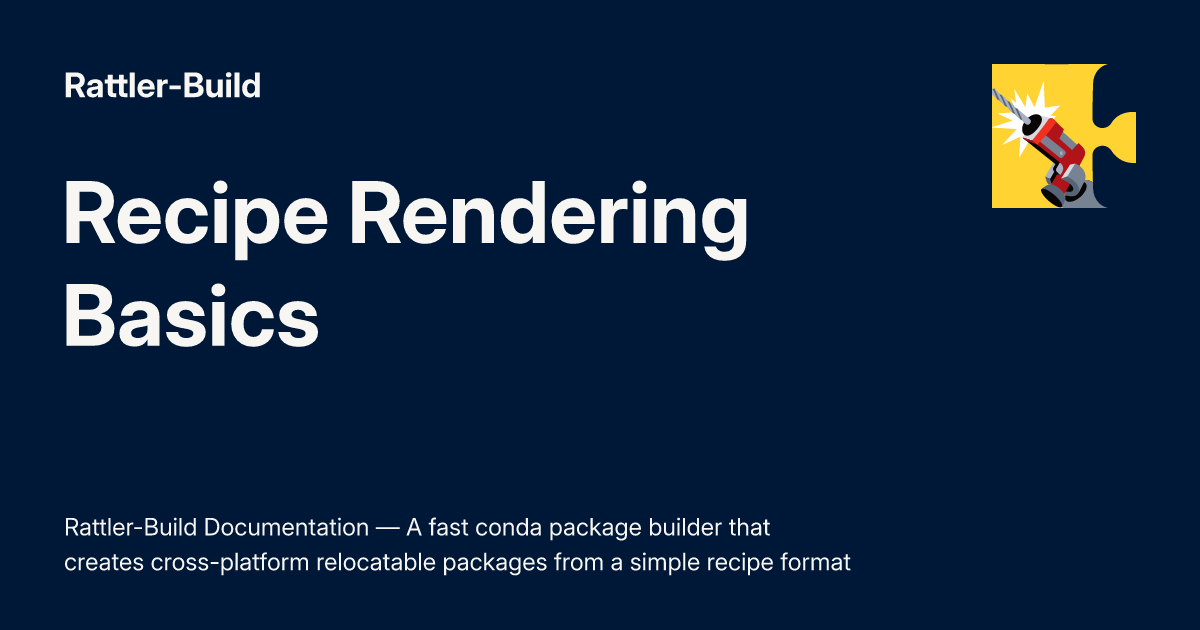 Rattler-Build
Recipe Rendering
Basics
Rattler-Build Documentation — A fast conda package builder that
creates cross-platform relocatable packages from a simple recipe format